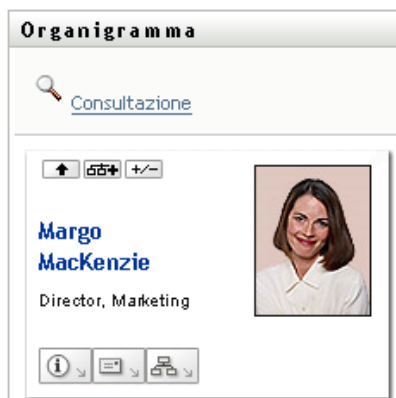 Organigramma
Consultazione
+/−
Margo
MacKenzie
Director, Marketing